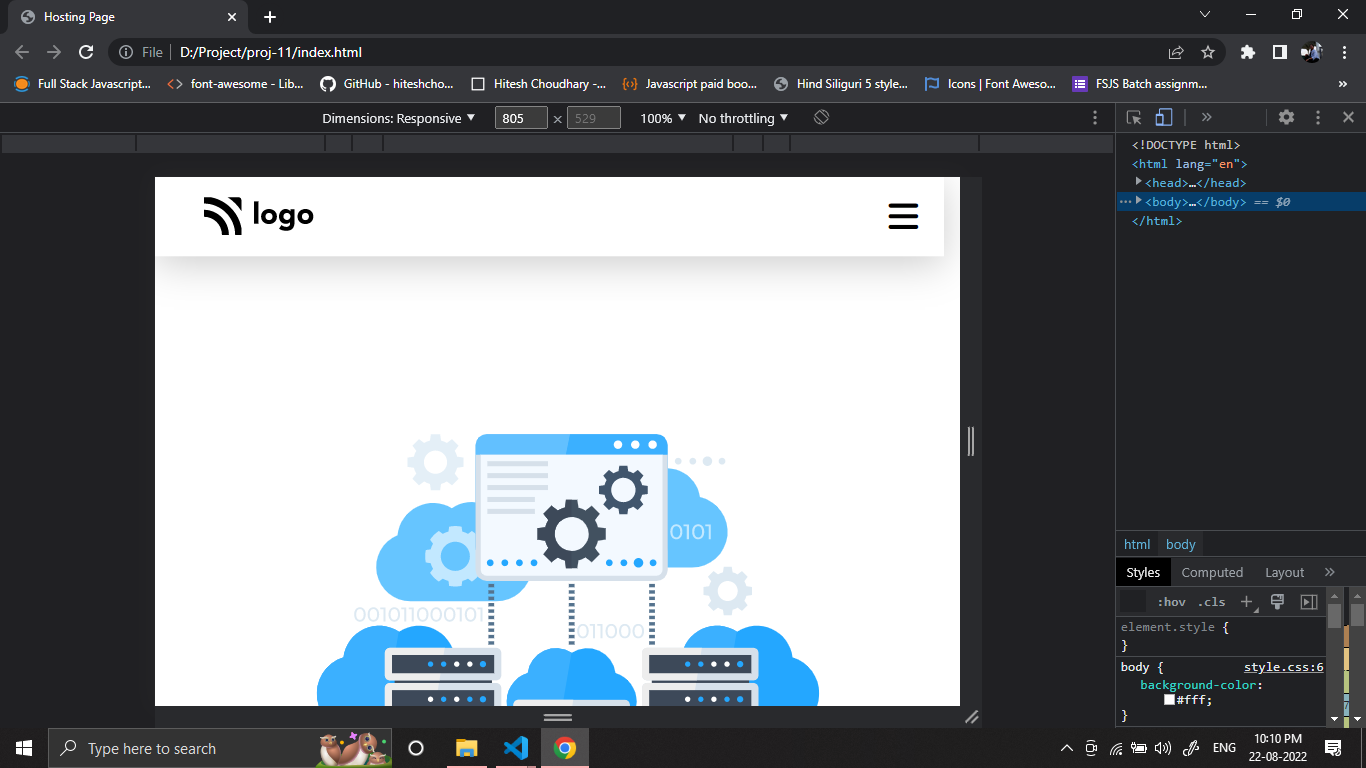 Hosting Page
File
D:/Project/proj-11/index.html
Full Stack Javascript...
font-awesome - Lib...
GitHub - hiteshcho...
Hitesh Choudhary -...
Javascript paid boo...
Hind Siliguri 5 style...
Icons | Font Aweso...
FSJS Batch assignm...
»
Dimensions: Responsive
805
×
529
100%
No throttling
»
logo
<!DOCTYPE html>
<html lang="en">
<head>…</head>
<body>…</body> == $0
</html>
0101
001011000101
011000
html body
Styles Computed Layout »
:hov .cls
element.style {
}
body { style.css:6
background-color:
#fff;
}
Type here to search
ENG
10:10 PM
22-08-2022